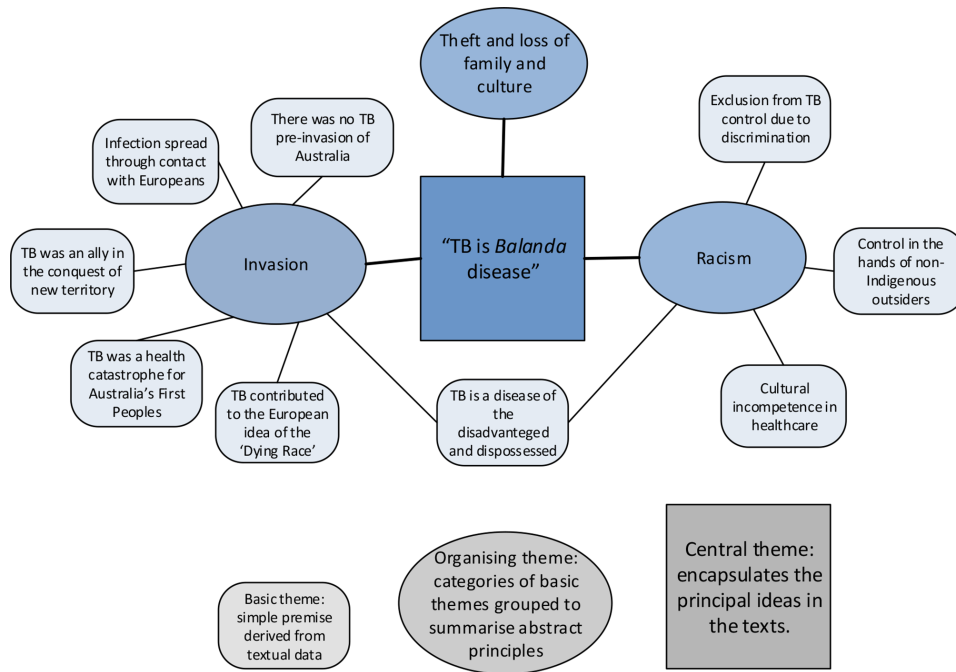 Theft and loss of
family and
culture
There was no TB
pre-invasion of
Australia
Exclusion from TB
control due to
discrimination
Infection spread
through contact
with Europeans
TB was an ally in
the conquest of
new territory
Invasion
“TB is Balanda
disease”
Racism
Control in the
hands of non-
Indigenous
outsiders
TB was a health
catastrophe for
Australia’s First
Peoples
TB contributed
to the European
idea of the
‘Dying Race’
TB is a disease of
the
disadvanteged
and dispossessed
Cultural
incompetence in
healthcare
Basic theme:
simple premise
derived from
textual data
Organising theme:
categories of basic
themes grouped to
summarise abstract
principles
Central theme:
encapsulates the
principal ideas in
the texts.